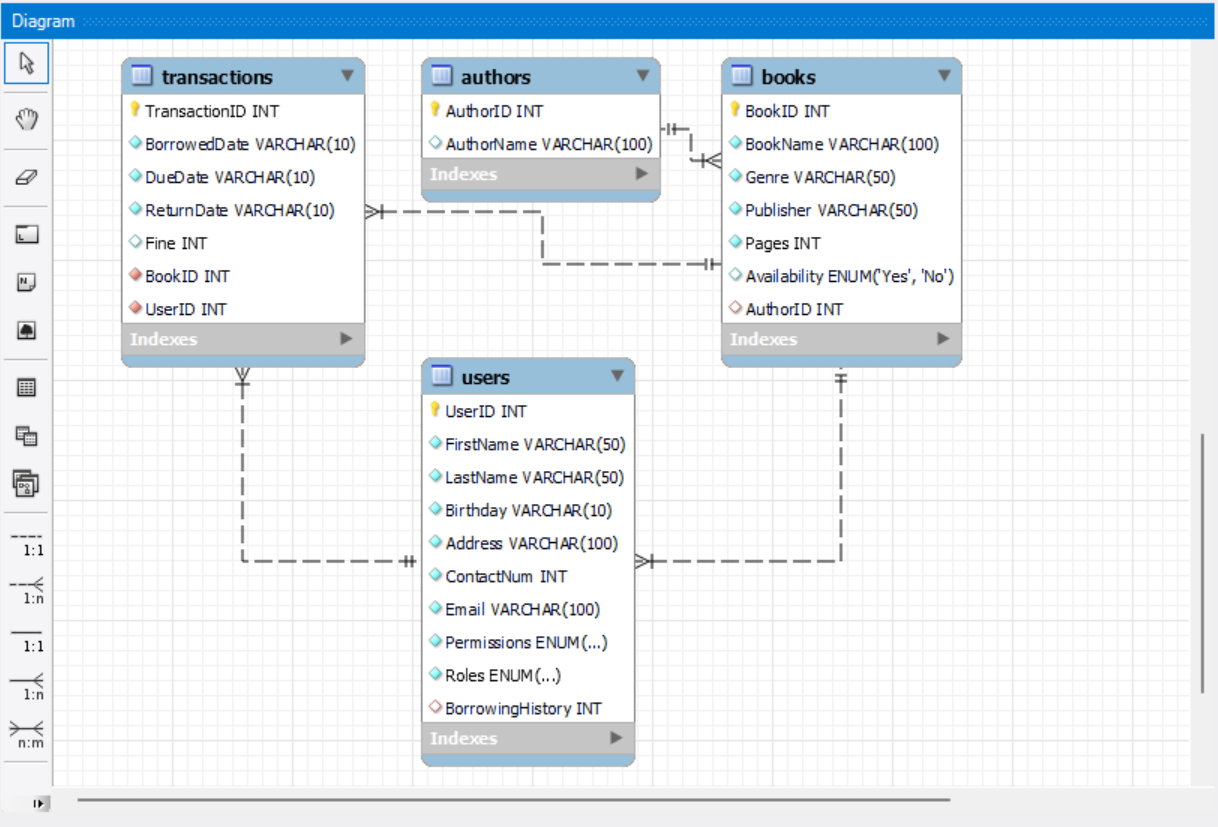 Diagram
transactions
TransactionID INT
BorrowedDate VARCHAR(10)
DueDate VARCHAR(10)
ReturnDate VARCHAR(10)
Fine INT
BookID INT
UserID INT
Indexes
authors
AuthorID INT
AuthorName VARCHAR(100)
Indexes
books
BookID INT
BookName VARCHAR(100)
Genre VARCHAR(50)
Publisher VARCHAR(50)
Pages INT
Availability ENUM('Yes', 'No')
AuthorID INT
Indexes
users
UserID INT
FirstName VARCHAR(50)
LastName VARCHAR(50)
Birthday VARCHAR(10)
Address VARCHAR(100)
ContactNum INT
Email VARCHAR(100)
Permissions ENUM(...)
Roles ENUM(...)
BorrowingHistory INT
Indexes
1:1
1:n
1:1
1:n
n:m